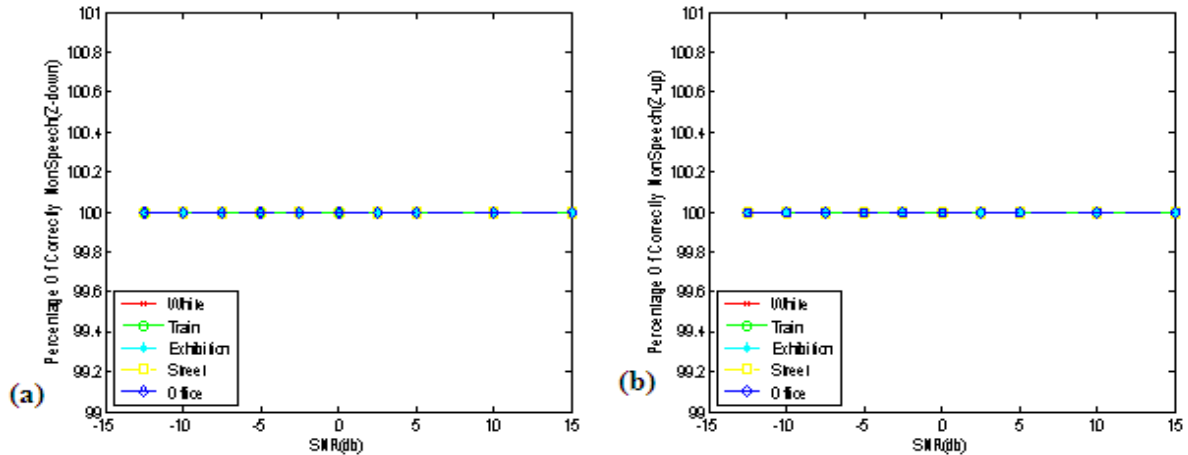 101
100.8
100.6
100.4
100.2
100
99.8
99.6
99.4
99.2
99
Percentage Of Correctly NonSpeech(Z-down)
White
Train
Exhibition
Street
Office
-15
-10
-5
0
5
10
15
SNR(db)
(a)
101
100.8
100.6
100.4
100.2
100
99.8
99.6
99.4
99.2
99
Percentage Of Correctly NonSpeech(Z-up)
White
Train
Exhibition
Street
Office
-15
-10
-5
0
5
10
15
SNR(db)
(b)